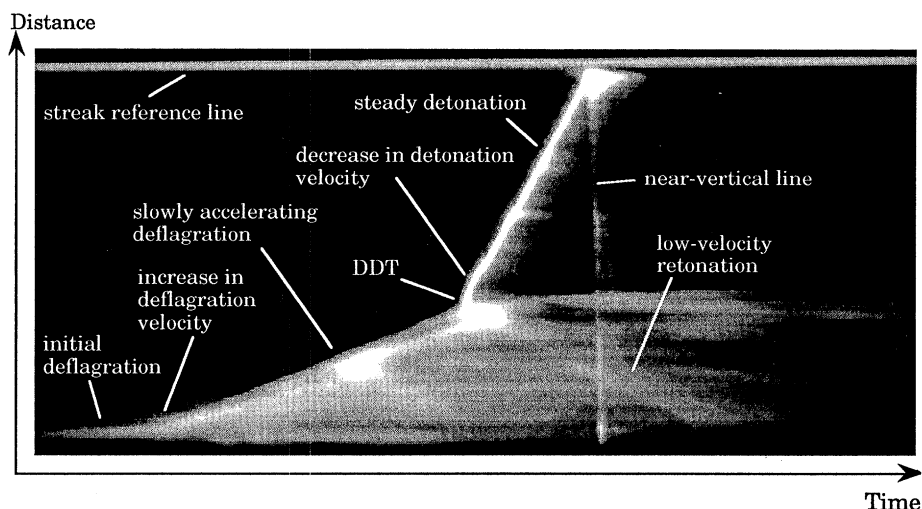 Distance
streak reference line
steady detonation
decrease in detonation
velocity
near-vertical line
slowly accelerating
deflagration
low-velocity
retonation
DDT
increase in
deflagration
velocity
initial
deflagration
Time